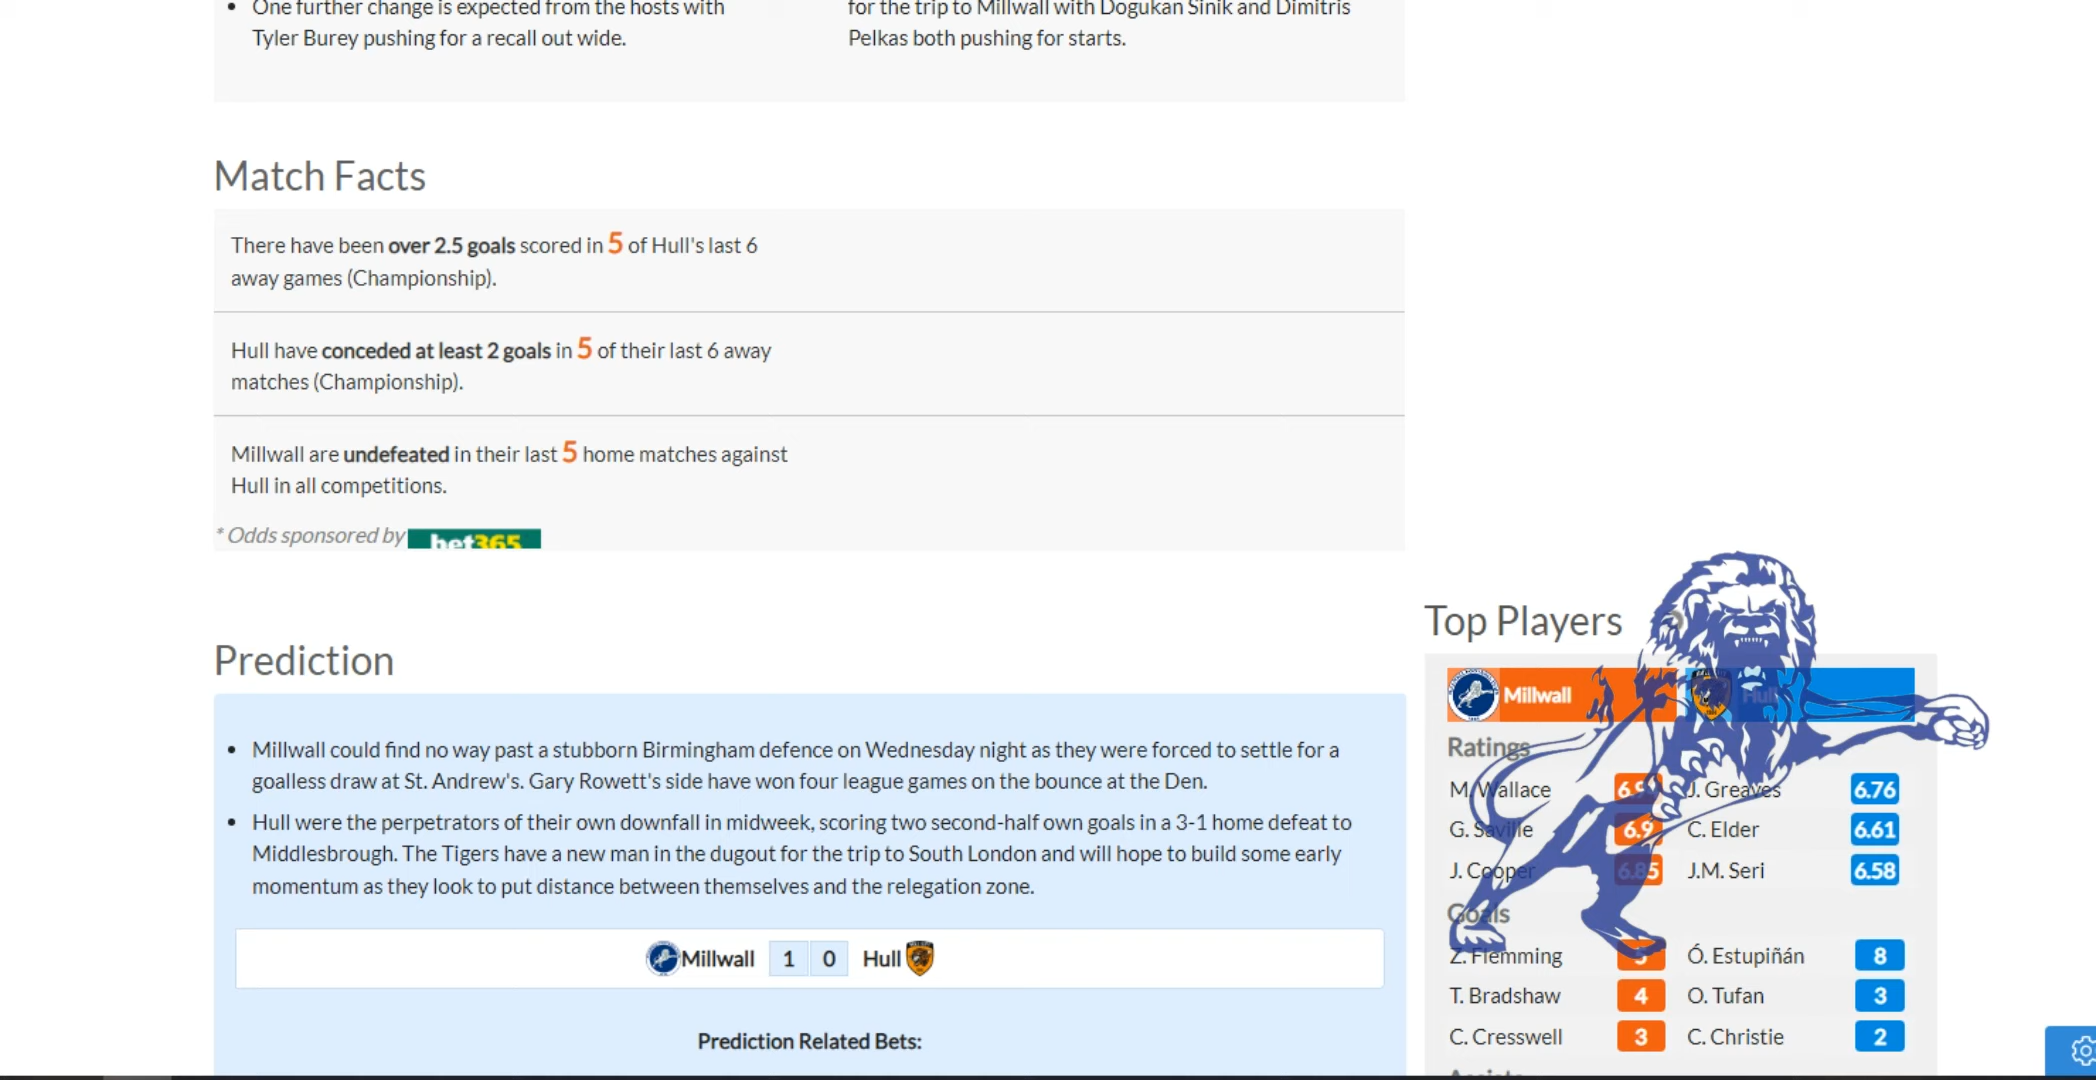 One further change is expected from the hosts with
Tyler Burey pushing for a recall out wide.
for the trip to Millwall with Dogukan Sinik and Dimitris
Pelkas both pushing for starts.
Match Facts
There have been over 2.5 goals scored in 5 of Hull's last 6
away games (Championship).
Hull have conceded at least 2 goals in 5 of their last 6 away
matches (Championship).
Millwall are undefeated in their last 5 home matches against
Hull in all competitions.
* Odds sponsored by bet365
Prediction
Millwall could find no way past a stubborn Birmingham defence on Wednesday night as they were forced to settle for a
goalless draw at St. Andrew's. Gary Rowett's side have won four league games on the bounce at the Den.
Hull were the perpetrators of their own downfall in midweek, scoring two second-half own goals in a 3-1 home defeat to
Middlesbrough. The Tigers have a new man in the dugout for the trip to South London and will hope to build some early
momentum as they look to put distance between themselves and the relegation zone.
Millwall 1 0 Hull
Prediction Related Bets:
Top Players
Millwall Hull
Ratings
M. Wallace J. Greaves 6.76
G. Saville 6.9 C. Elder 6.61
J. Cooper 6.85 J.M. Seri 6.58
Goals
Z. Flemming Ó. Estupiñán 8
T. Bradshaw 4 O. Tufan 3
C. Cresswell 3 C. Christie 2